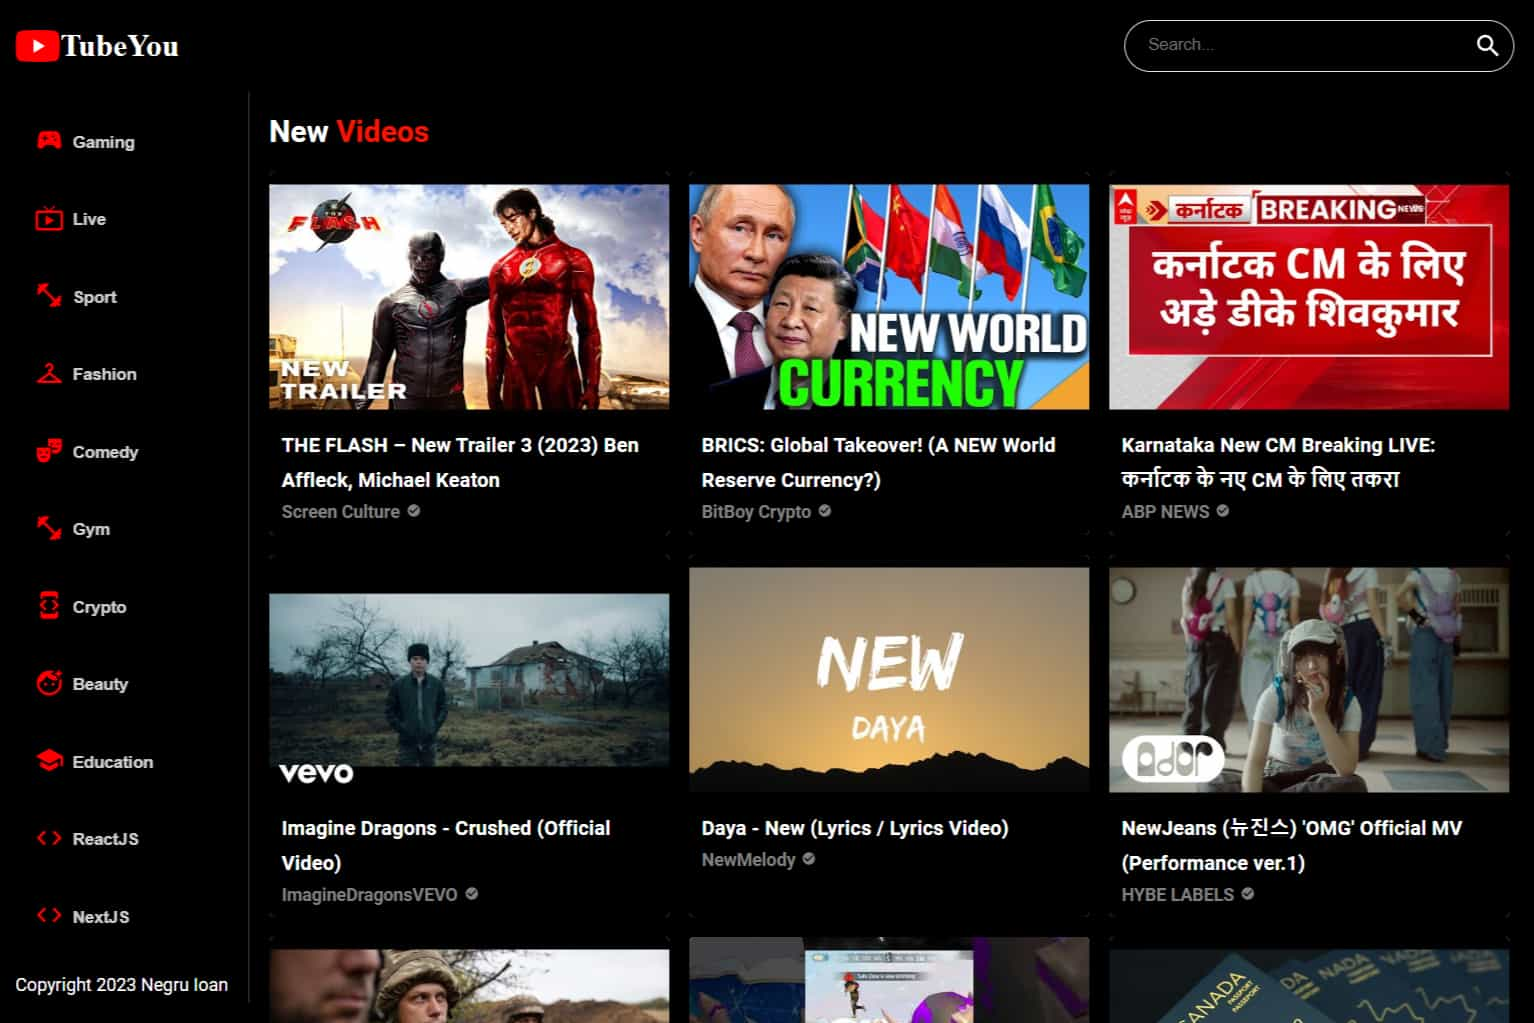 TubeYou
Search...
Gaming
Live
Sport
Fashion
Comedy
Gym
Crypto
Beauty
Education
ReactJS
NextJS
Copyright 2023 Negru Ioan
New Videos
THE
FLASH
NEW
TRAILER
THE FLASH – New Trailer 3 (2023) Ben
Affleck, Michael Keaton
Screen Culture
NEW WORLD
CURRENCY
BRICS: Global Takeover! (A NEW World
Reserve Currency?)
BitBoy Crypto
कर्नाटक BREAKING NEWS
कर्नाटक CM के लिए
अड़े डीके शिवकुमार
Karnataka New CM Breaking LIVE:
कर्नाटक के नए CM के लिए तकरा
ABP NEWS
vevo
Imagine Dragons - Crushed (Official
Video)
ImagineDragonsVEVO
NEW
DAYA
Daya - New (Lyrics / Lyrics Video)
NewMelody
ador
NewJeans (뉴진스) 'OMG' Official MV
(Performance ver.1)
HYBE LABELS
CANADA
PASSPORT
PASSEPORT